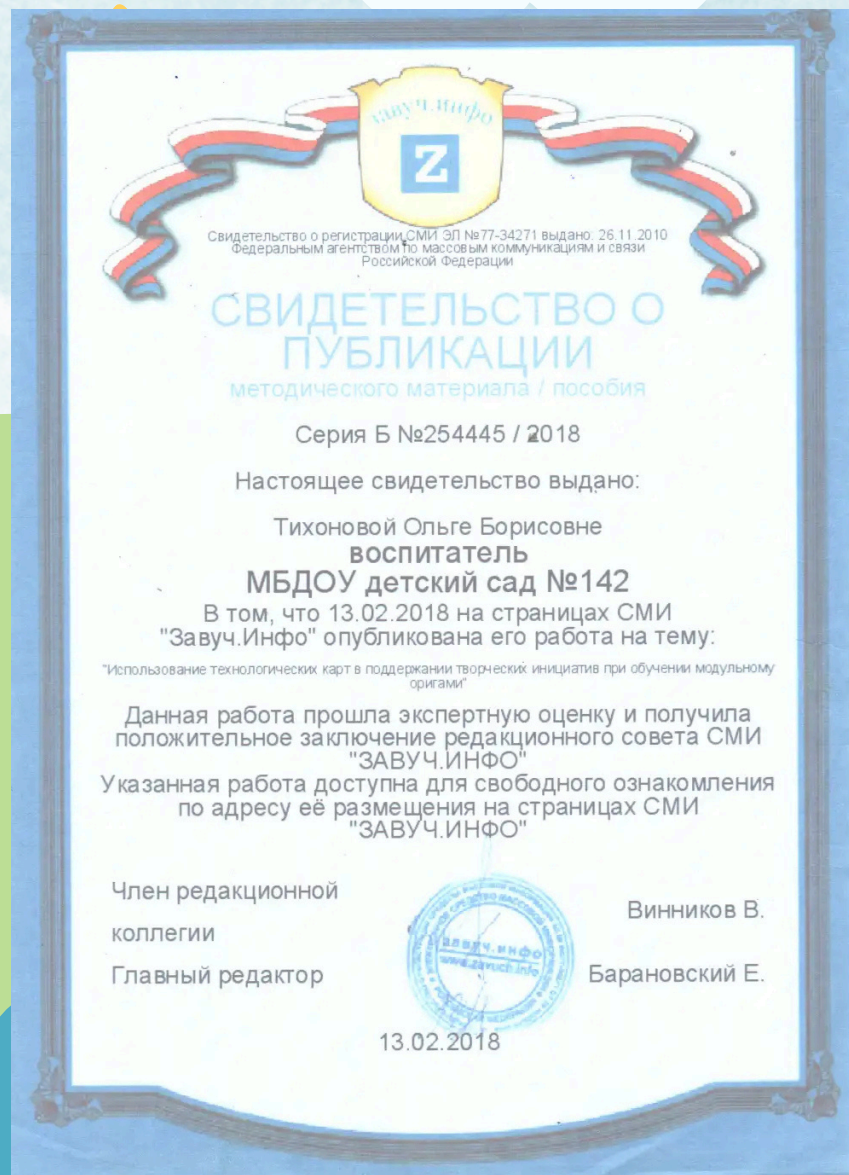 завуч.инфо
Z
Свидетельство о регистрации СМИ ЭЛ №77-34271 выдано: 26.11.2010
Федеральным агентством по массовым коммуникациям и связи
Российской Федерации
СВИДЕТЕЛЬСТВО О
ПУБЛИКАЦИИ
методического материала / пособия
Серия Б №254445 / 2018
Настоящее свидетельство выдано:
Тихоновой Ольге Борисовне
воспитатель
МБДОУ детский сад №142
В том, что 13.02.2018 на страницах СМИ
"Завуч.Инфо" опубликована его работа на тему:
"Использование технологических карт в поддержании творческих инициатив при обучении модульному
оригами"
Данная работа прошла экспертную оценку и получила
положительное заключение редакционного совета СМИ
"ЗАВУЧ.ИНФО"
Указанная работа доступна для свободного ознакомления
по адресу её размещения на страницах СМИ
"ЗАВУЧ.ИНФО"
Член редакционной
коллегии
Винников В.
Главный редактор
Барановский Е.
завуч.инфо
www.zavuch.info
13.02.2018